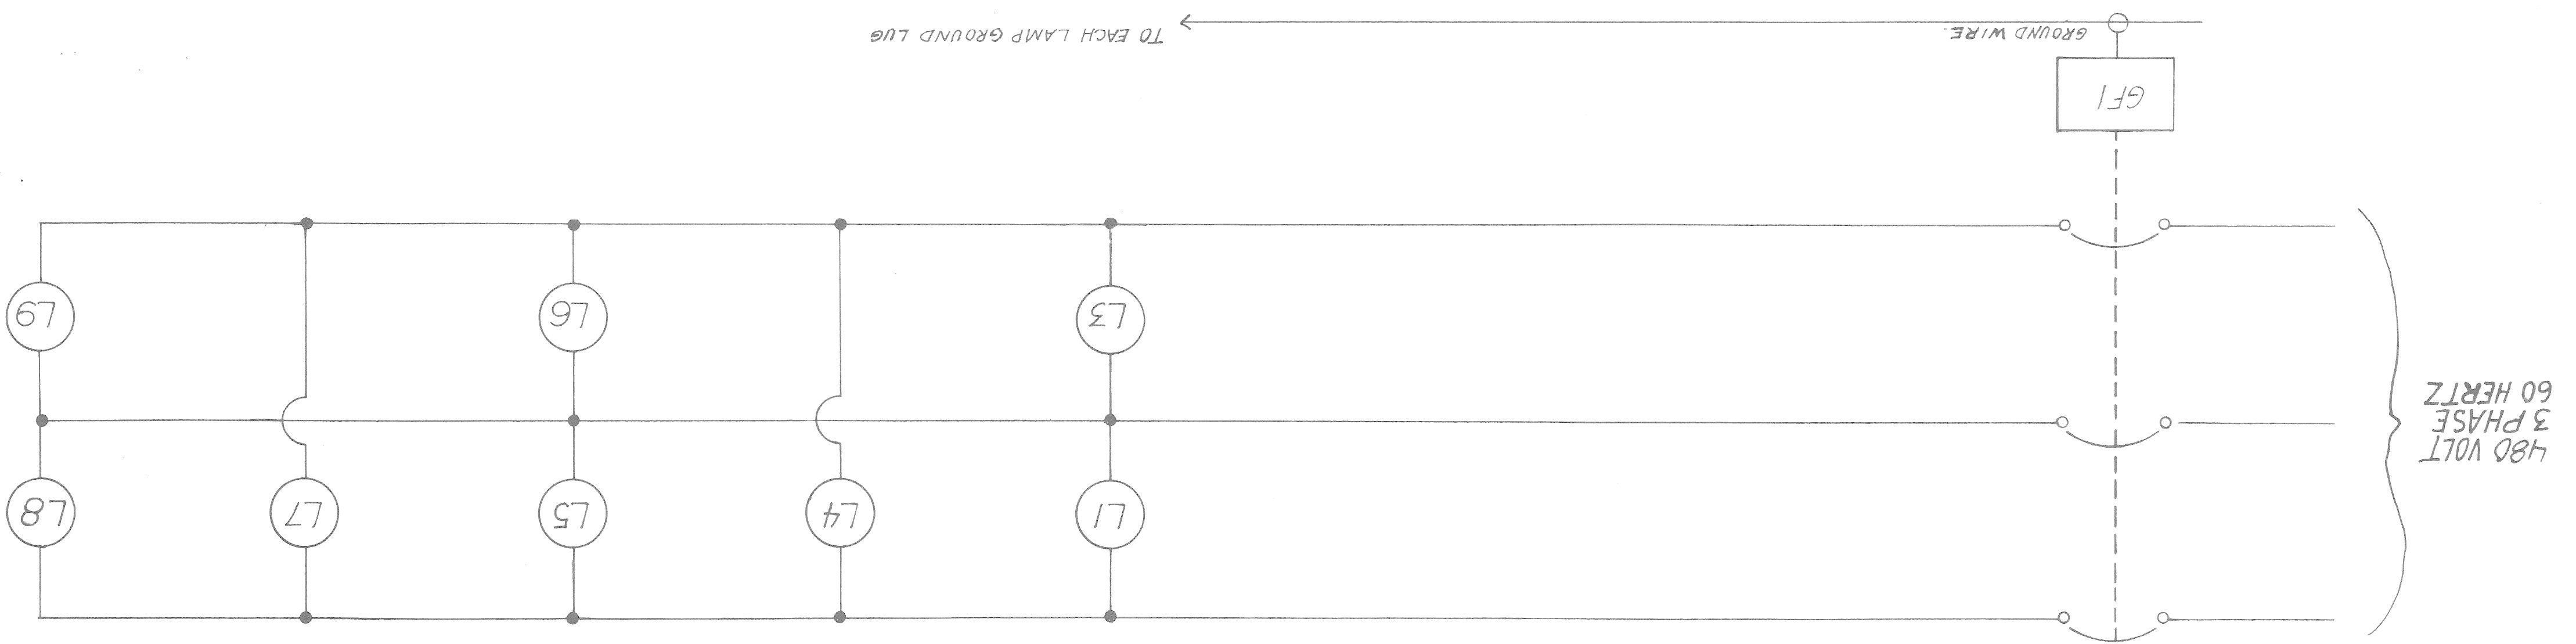 480 VOLT
3 PHASE
60 HERTZ
L1
L4
L5
L7
L8
L3
L6
L9
GFI
GROUND WIRE
TO EACH LAMP GROUND LUG